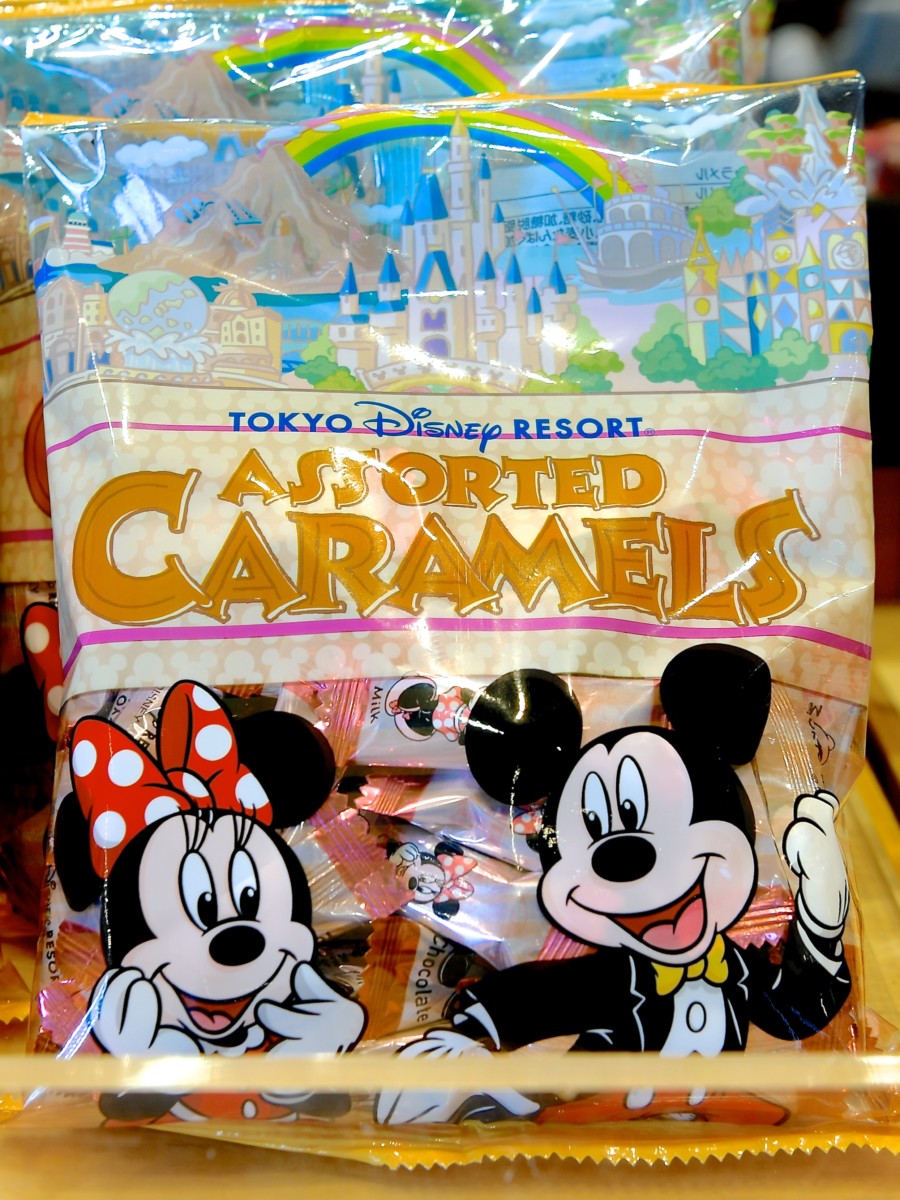 TOKYO DISNEY RESORT®
ASSORTED
CARAMELS
Milk
Chocolate